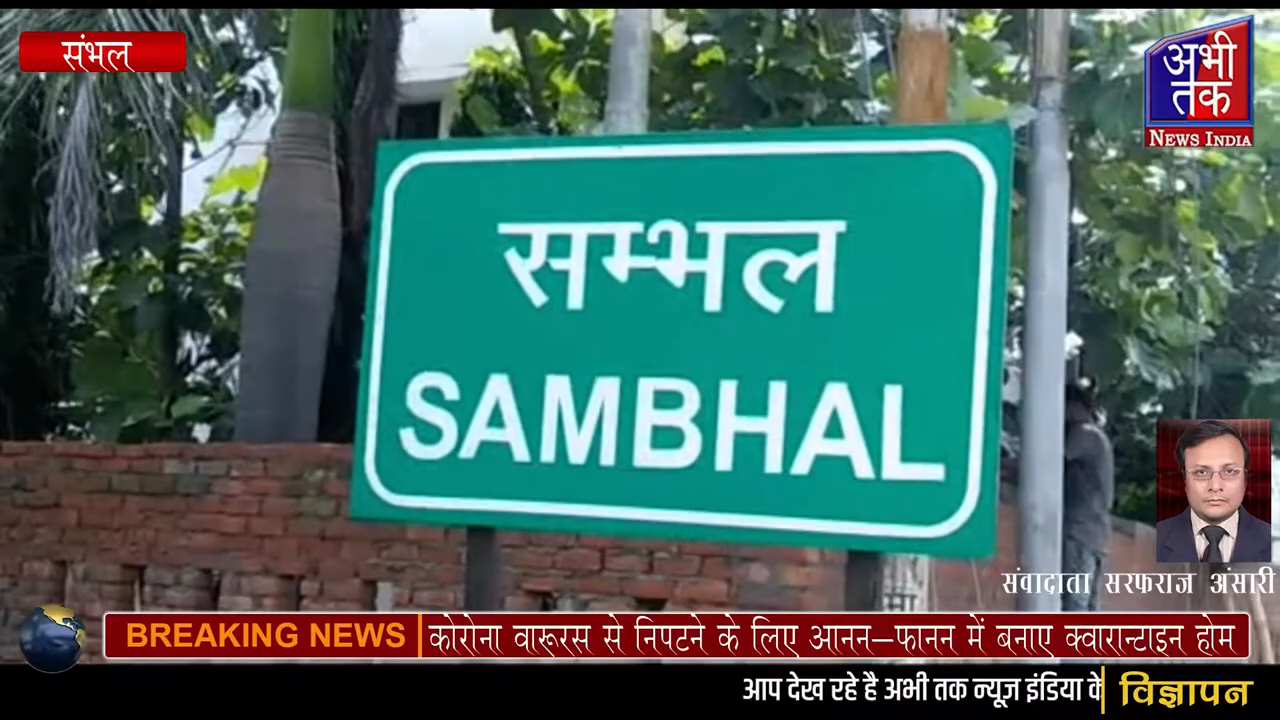 संभल
अभी
तक
NEWS INDIA
सम्भल
SAMBHAL
संवादाता सरफराज अंसारी
BREAKING NEWS
कोरोना वारूरस से निपटने के लिए आनन–फानन में बनाए क्वारान्टाइन होम
आप देख रहे है अभी तक न्यूज़ इंडिया के
विज्ञापन